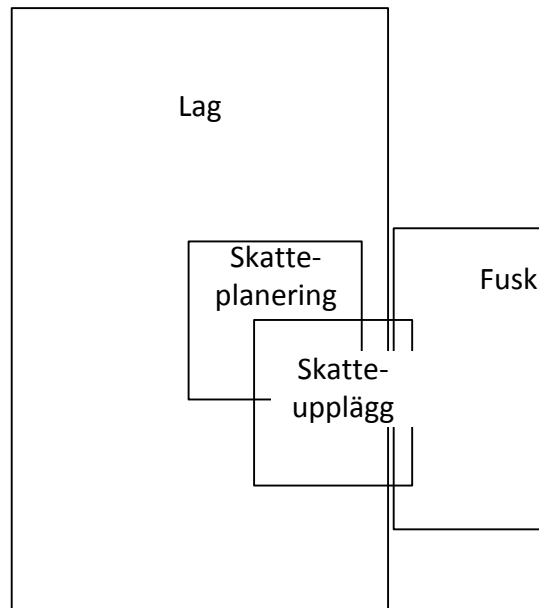 Lag
Skatte-
planering
Fusk
Skatte-
upplägg